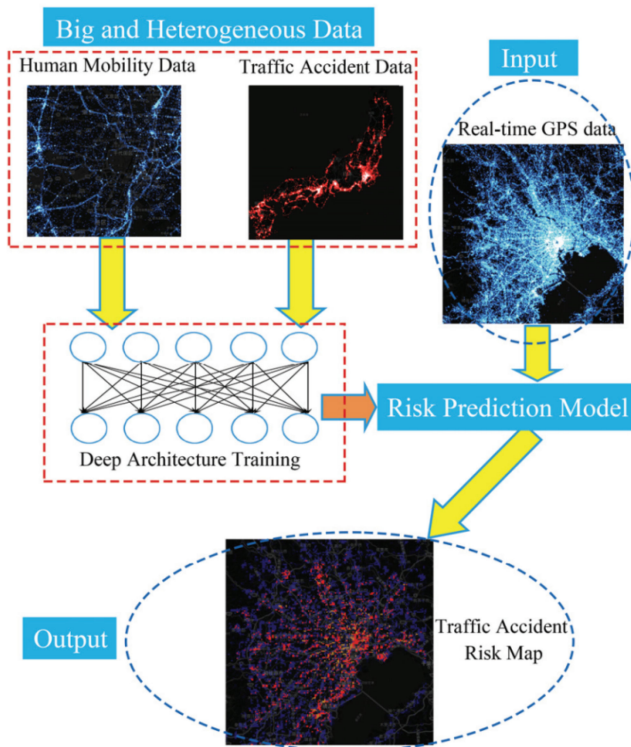 Big and Heterogeneous Data
Human Mobility Data
Traffic Accident Data
Input
Real-time GPS data
Deep Architecture Training
Risk Prediction Model
Output
Traffic Accident
Risk Map